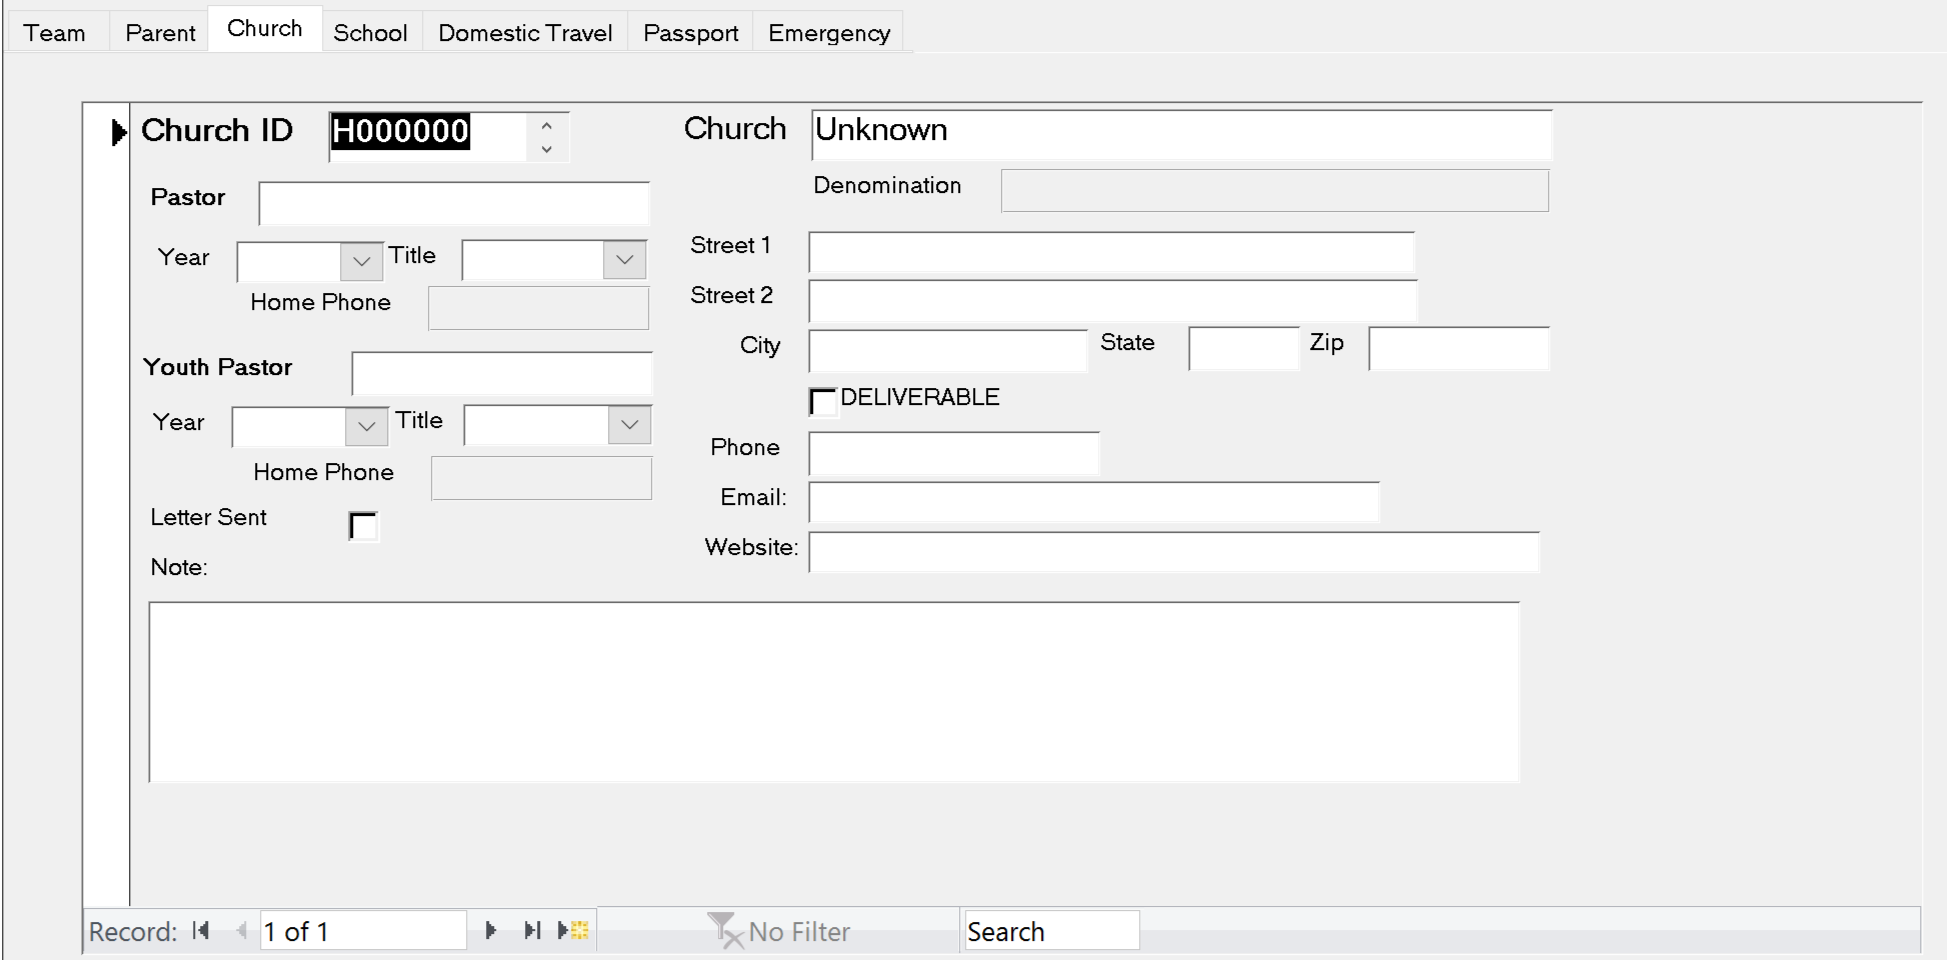 Team Parent Church School Domestic Travel Passport Emergency
Church ID H000000 Church Unknown
Pastor Denomination
Year Title Street 1
Home Phone Street 2
City State Zip
Youth Pastor
DELIVERABLE
Year Title
Phone
Home Phone
Email:
Letter Sent
Website:
Note:
Record: 1 of 1 No Filter Search